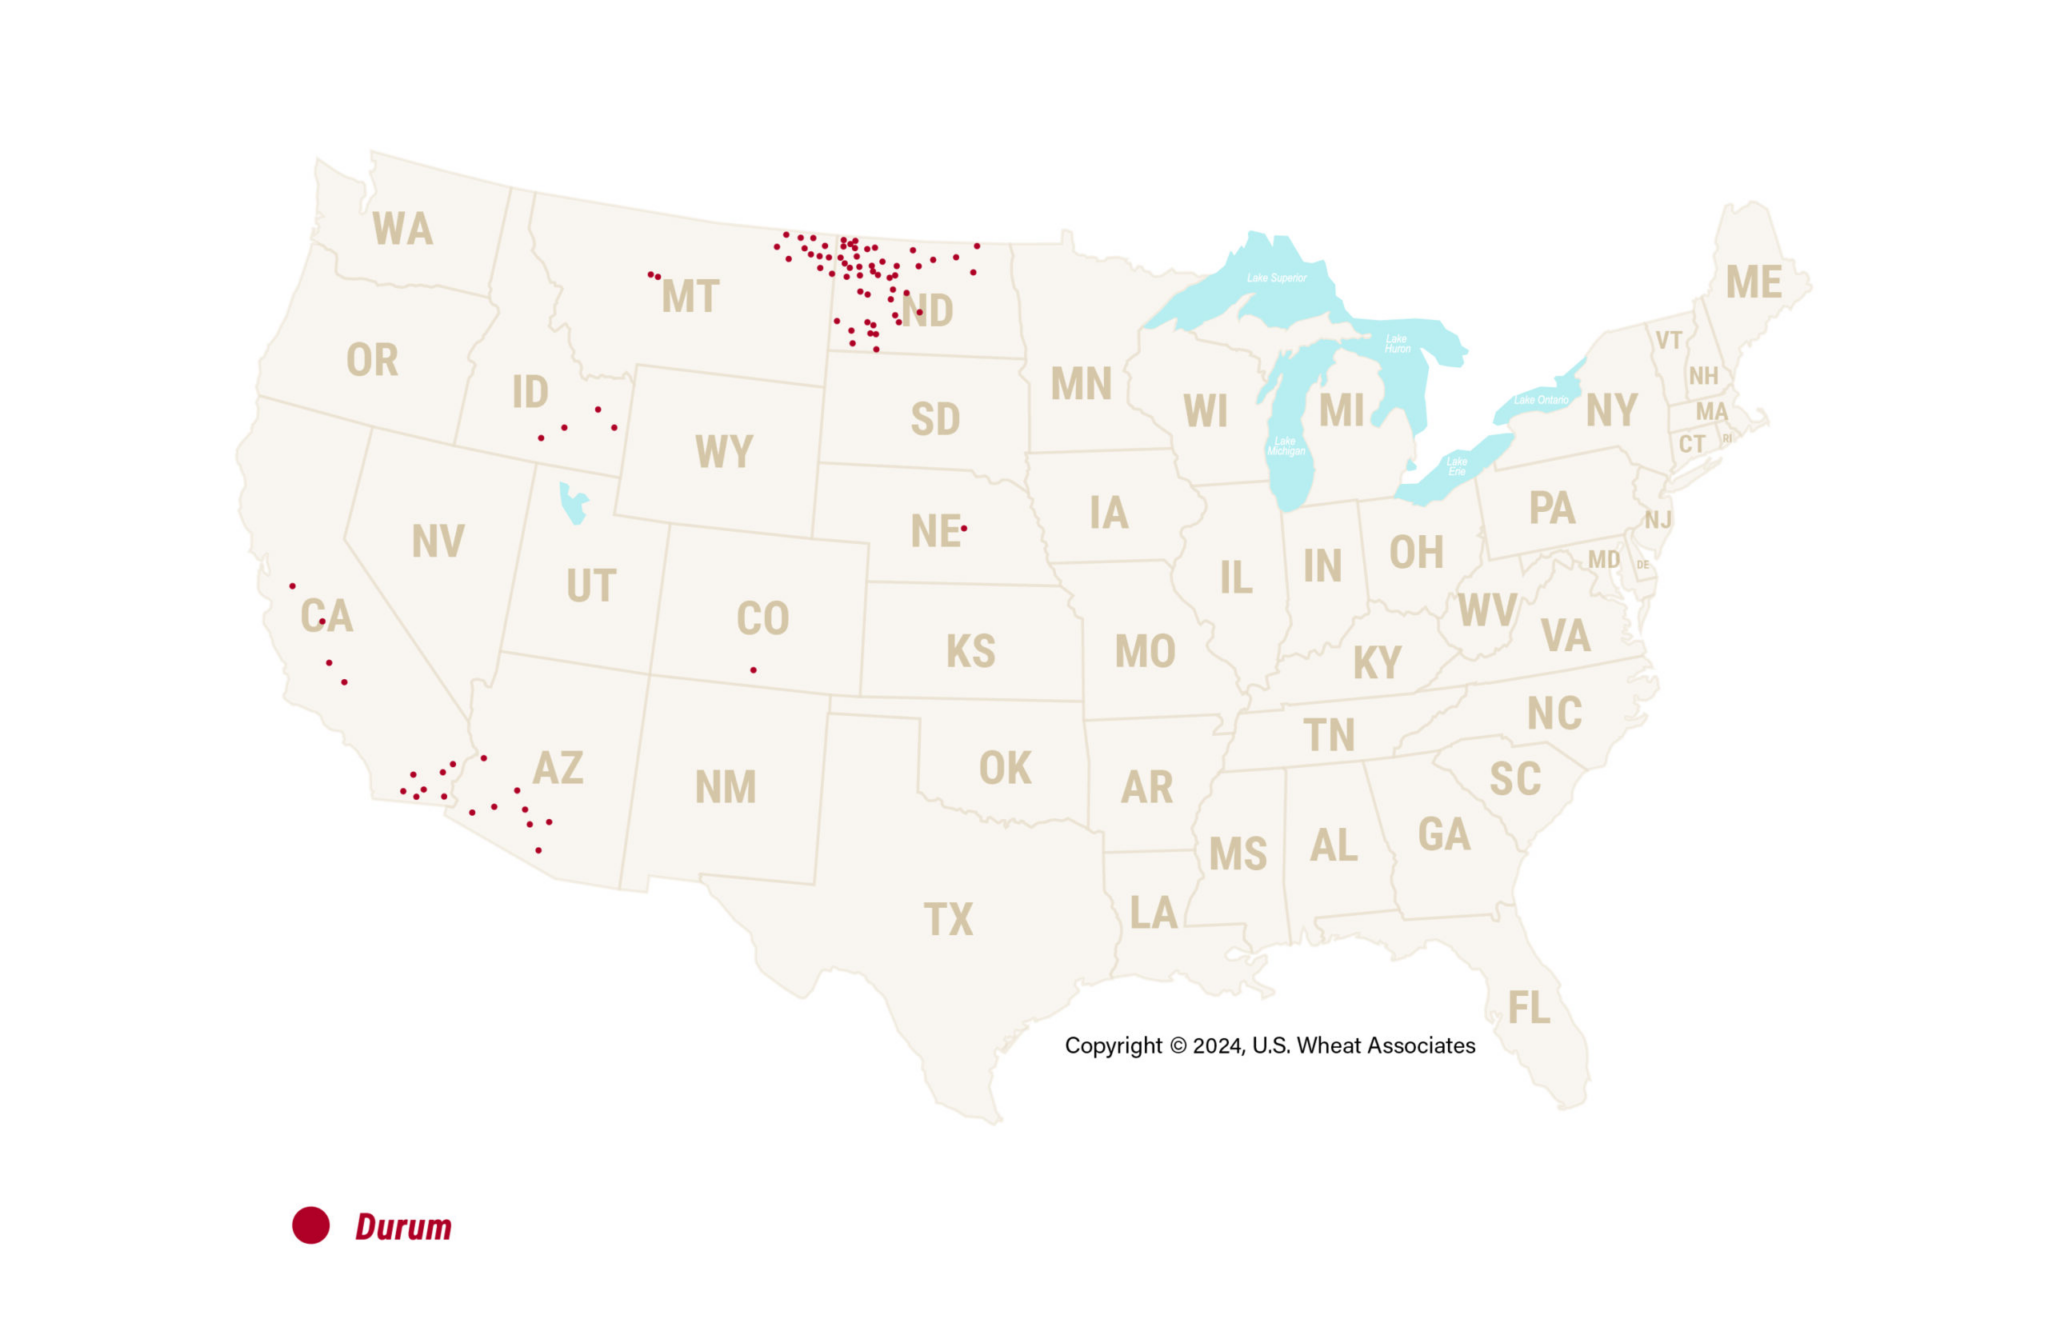 WA
ME
Lake Superior
MT
ND
VT
Lake
Huron
OR
NH
ID
MN
WI
MI
Lake Ontario
NY
MA
SD
CT
RI
WY
Lake
Michigan
Lake
Erie
PA
IA
NJ
NE
NV
OH
MD
DE
IN
UT
IL
WV
CA
CO
VA
KS
MO
KY
NC
TN
AZ
OK
SC
NM
AR
GA
AL
MS
LA
TX
FL
Copyright © 2024, U.S. Wheat Associates
Durum